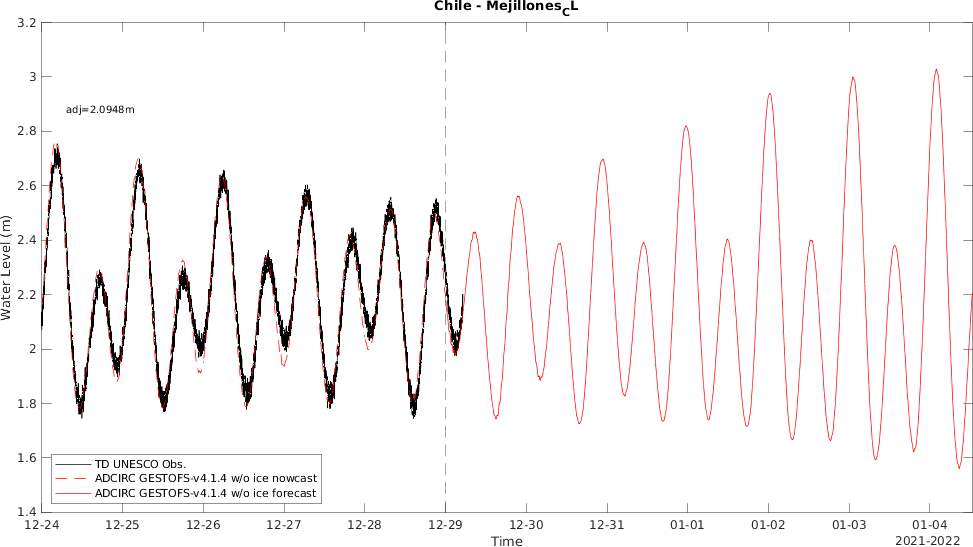 Chile - Mejillones_CL
3.2
3
2.8
2.6
2.4
2.2
2
1.8
1.6
1.4
Water Level (m)
adj=2.0948m
TD UNESCO Obs.
ADCIRC GESTOFS-v4.1.4 w/o ice nowcast
ADCIRC GESTOFS-v4.1.4 w/o ice forecast
12-24 12-25 12-26 12-27 12-28 12-29 12-30 12-31 01-01 01-02 01-03 01-04
Time
2021-2022